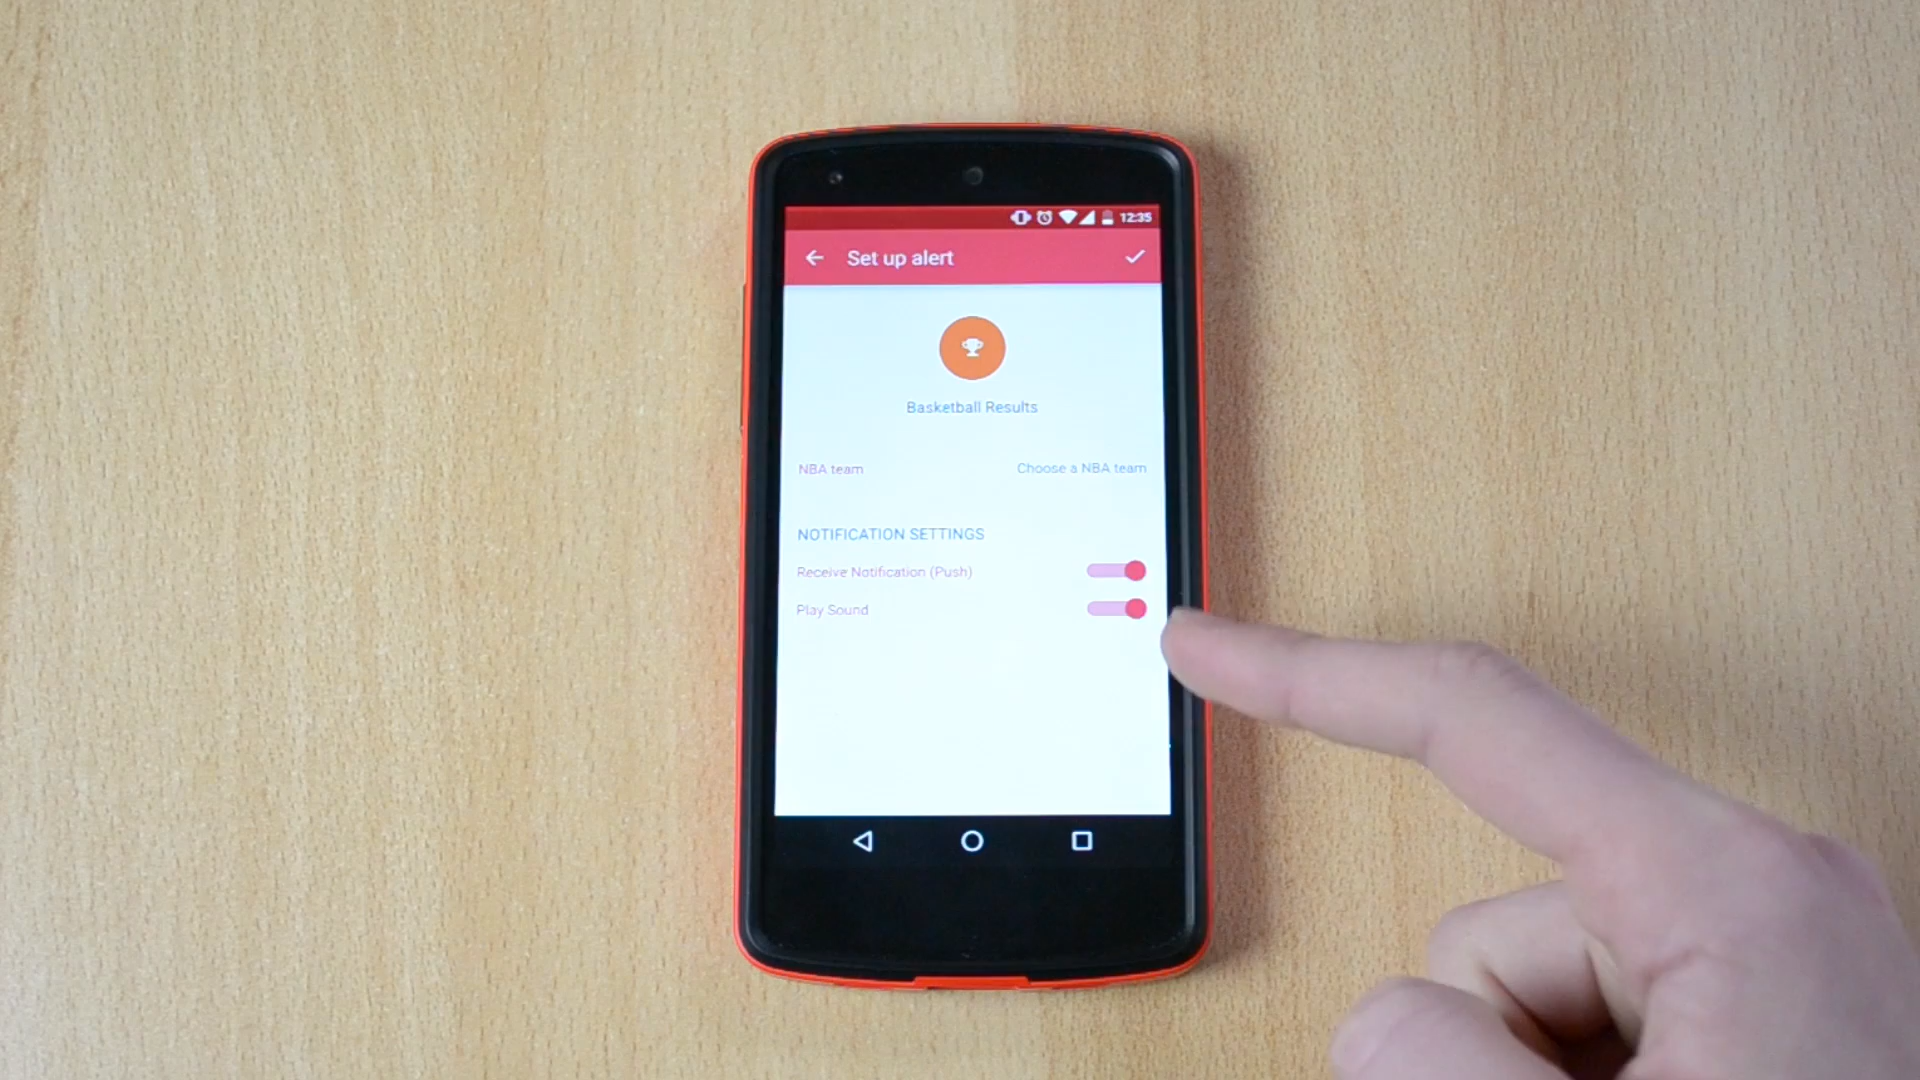 12:35
Set up alert
Basketball Results
NBA team Choose a NBA team
NOTIFICATION SETTINGS
Receive Notification (Push)
Play Sound